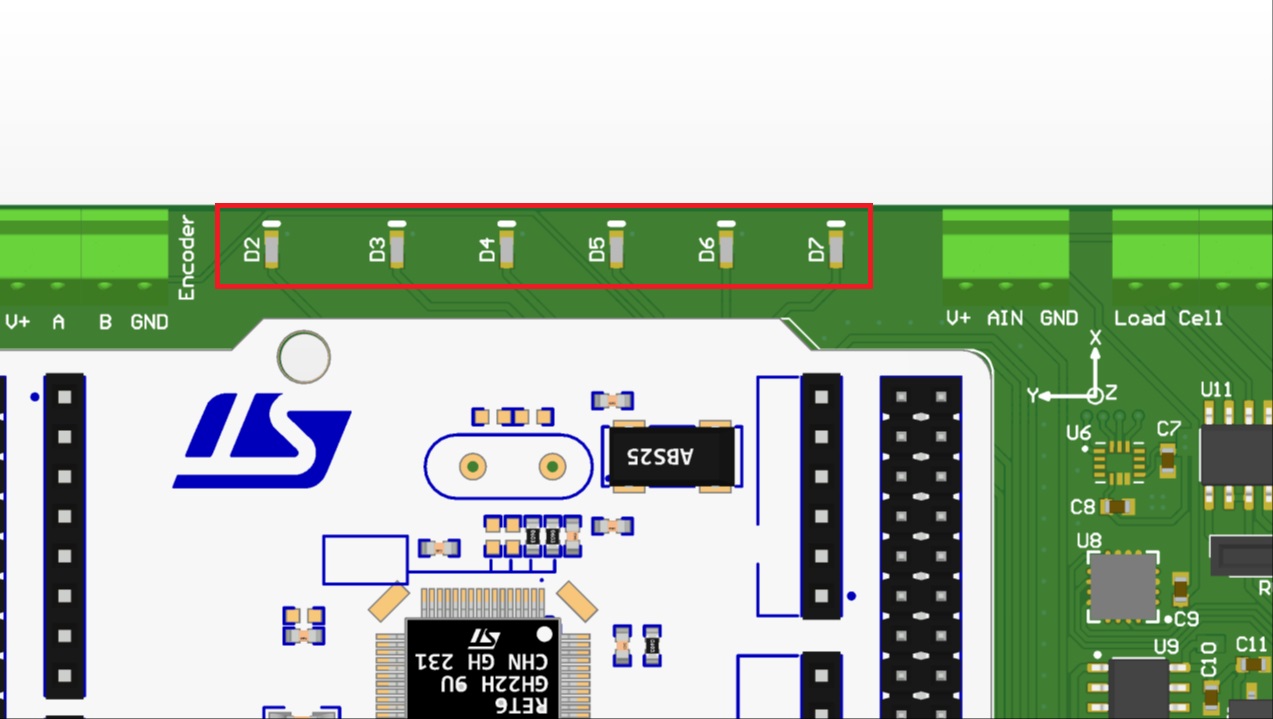 Encoder
D2
D3
D4
D5
D6
D7
V+ A B GND
V+ AIN GND
Load Cell
X
Y
Z
U11
U6
C7
ABS25
C8
U8
C9
CHN GH 231
GH22H 9U
RET6
U9
C10
C11
R